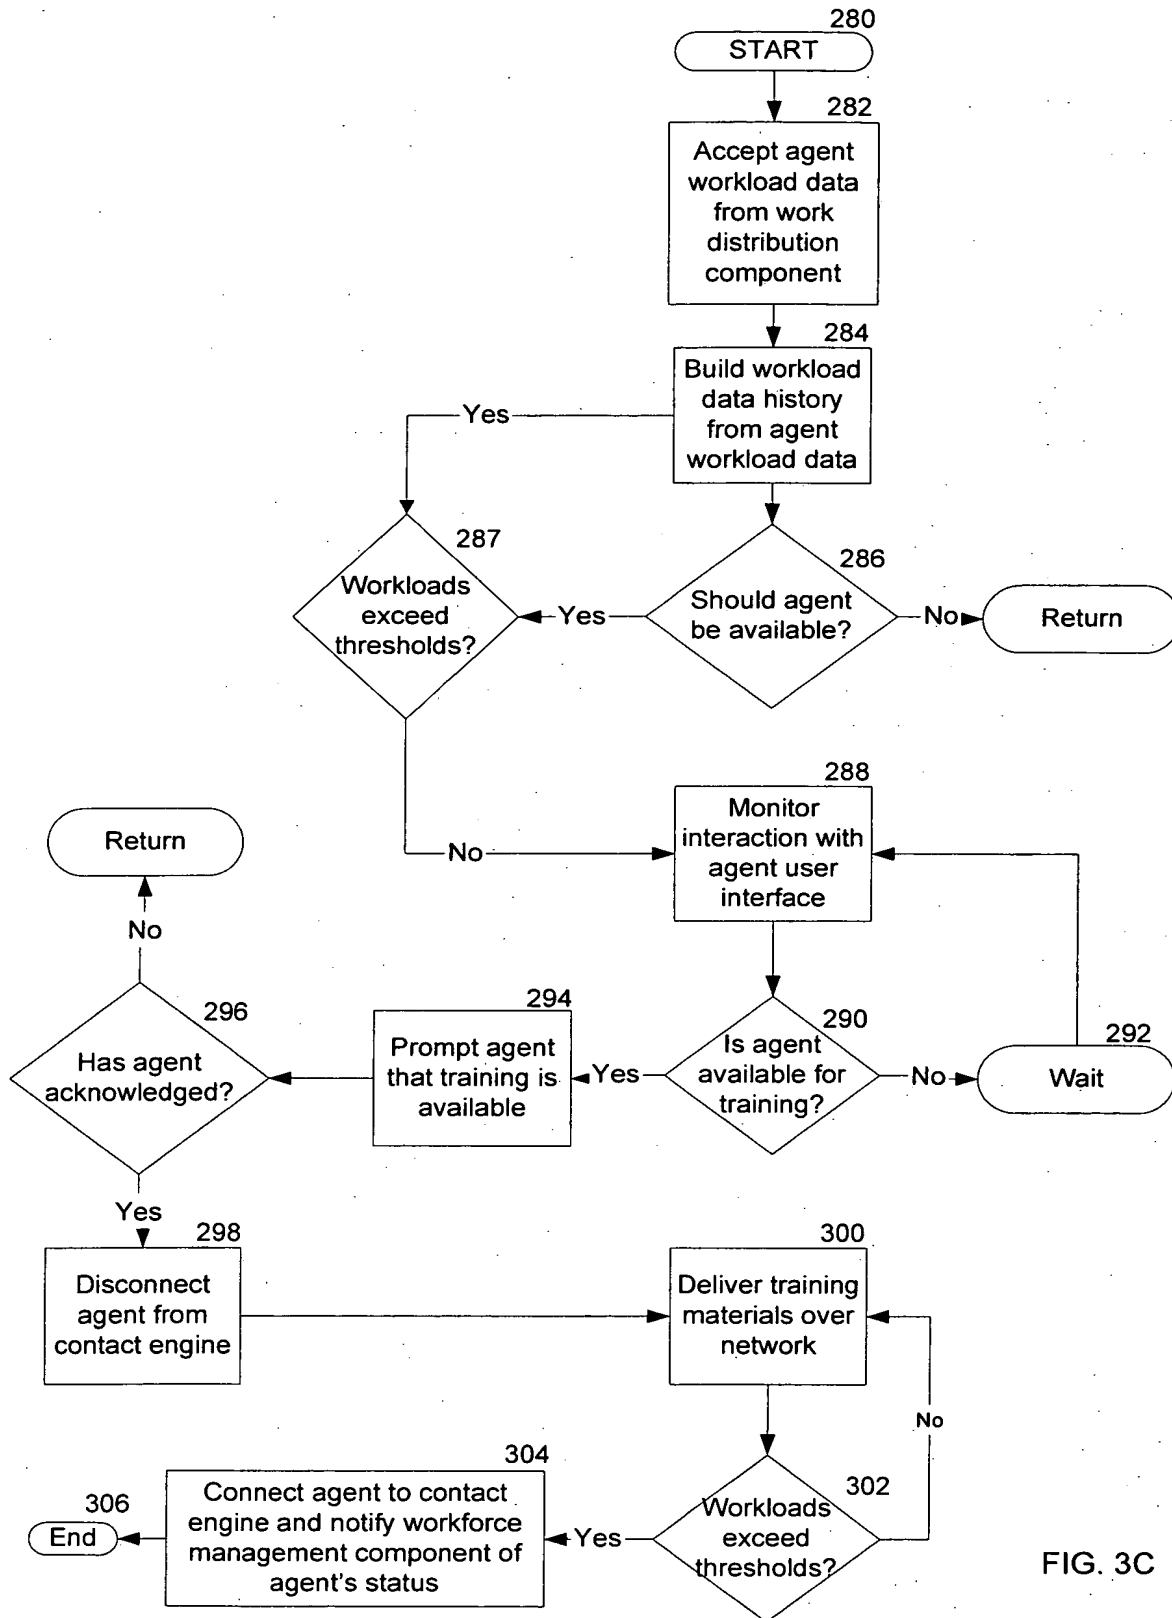 280
START
282
Accept agent
workload data
from work
distribution
component
284
Build workload
data history
from agent
workload data
Yes
287
Workloads
exceed
thresholds?
Yes
286
Should agent
be available?
No
Return
288
Monitor
interaction with
agent user
interface
No
Return
No
296
Has agent
acknowledged?
294
Prompt agent
that training is
available
Yes
290
Is agent
available for
training?
No
292
Wait
Yes
298
Disconnect
agent from
contact engine
300
Deliver training
materials over
network
No
304
Connect agent to contact
engine and notify workforce
management component of
agent's status
306
End
Yes
302
Workloads
exceed
thresholds?
FIG. 3C